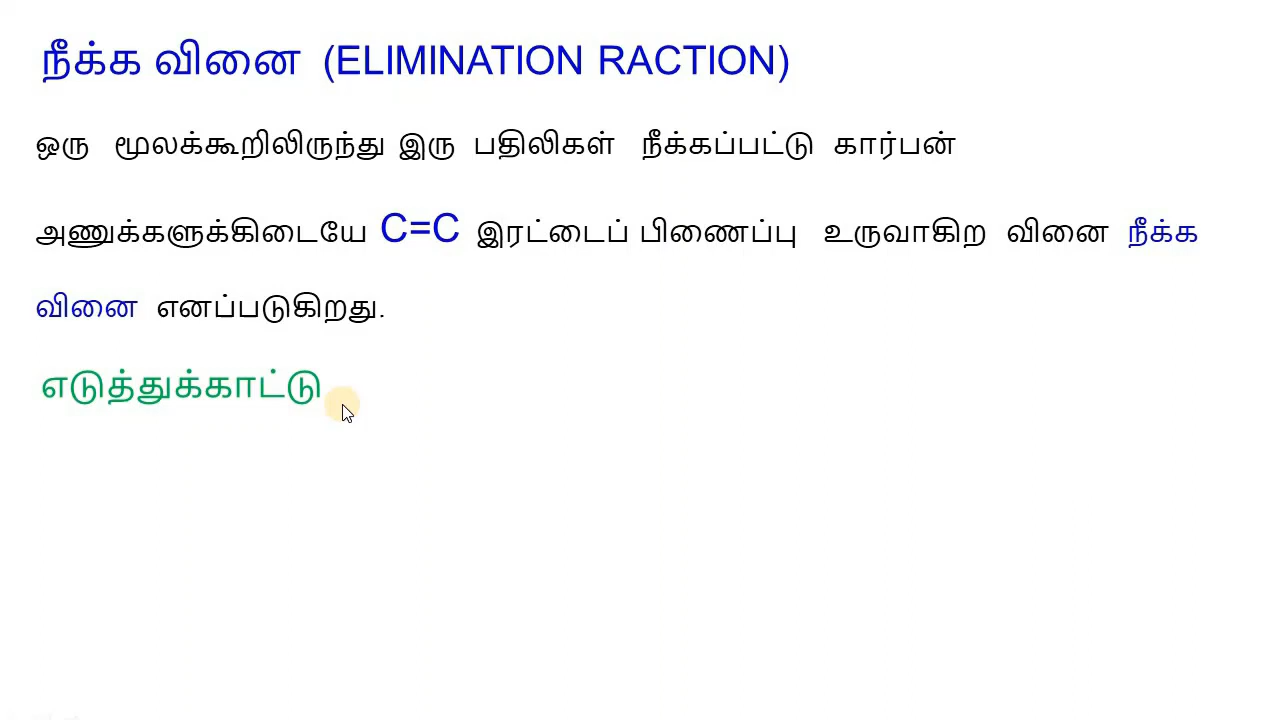 நீக்க வினை (ELIMINATION RACTION)
ஒரு மூலக்கூறிலிருந்து இரு பதிலிகள் நீக்கப்பட்டு கார்பன்
அணுக்களுக்கிடையே C=C இரட்டைப் பிணைப்பு உருவாகிற வினை நீக்க
வினை எனப்படுகிறது.
எடுத்துக்காட்டு